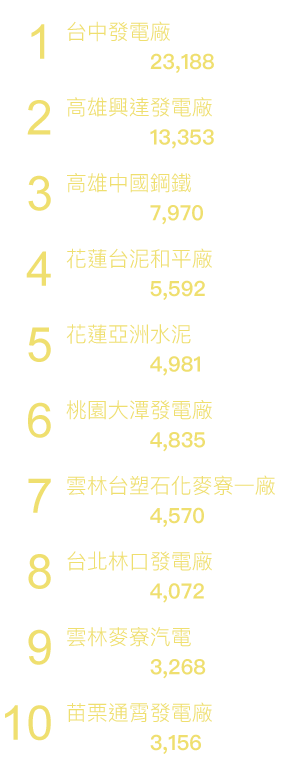 1 台中發電廠
23,188
2 高雄興達發電廠
13,353
3 高雄中國鋼鐵
7,970
4 花蓮台泥和平廠
5,592
5 花蓮亞洲水泥
4,981
6 桃園大潭發電廠
4,835
7 雲林台塑石化麥寮一廠
4,570
8 台北林口發電廠
4,072
9 雲林麥寮汽電
3,268
10 苗栗通霄發電廠
3,156